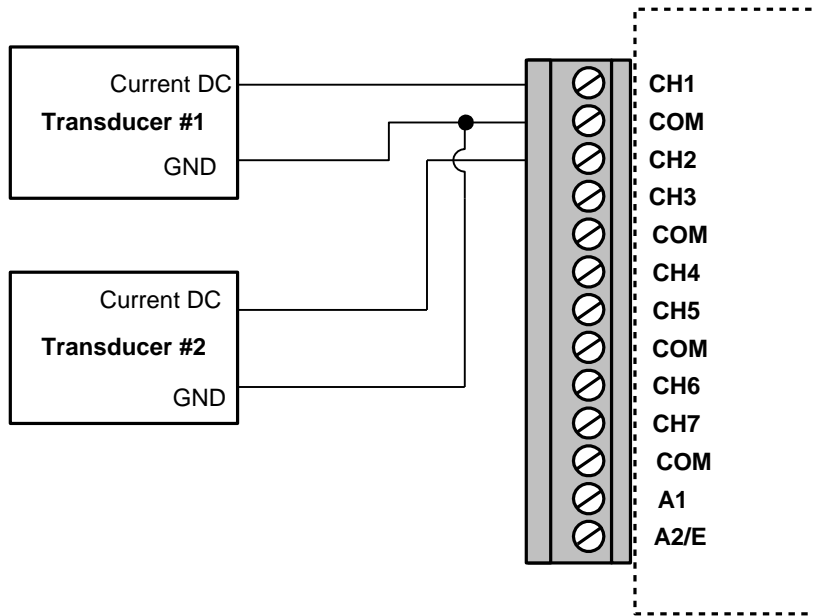 Current DC
Transducer #1
GND
Current DC
Transducer #2
GND
CH1
COM
CH2
CH3
COM
CH4
CH5
COM
CH6
CH7
COM
A1
A2/E